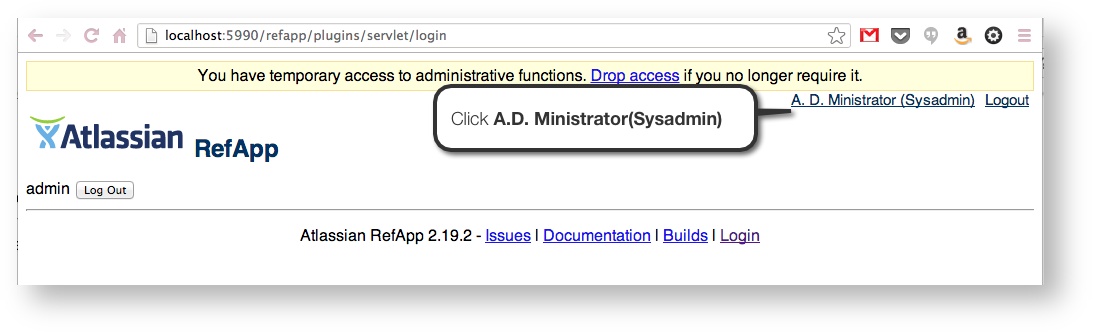 localhost:5990/refapp/plugins/servlet/login
You have temporary access to administrative functions. Drop access if you no longer require it.
A. D. Ministrator (Sysadmin) Logout
Click A.D. Ministrator(Sysadmin)
Atlassian RefApp
admin Log Out
Atlassian RefApp 2.19.2 - Issues | Documentation | Builds | Login